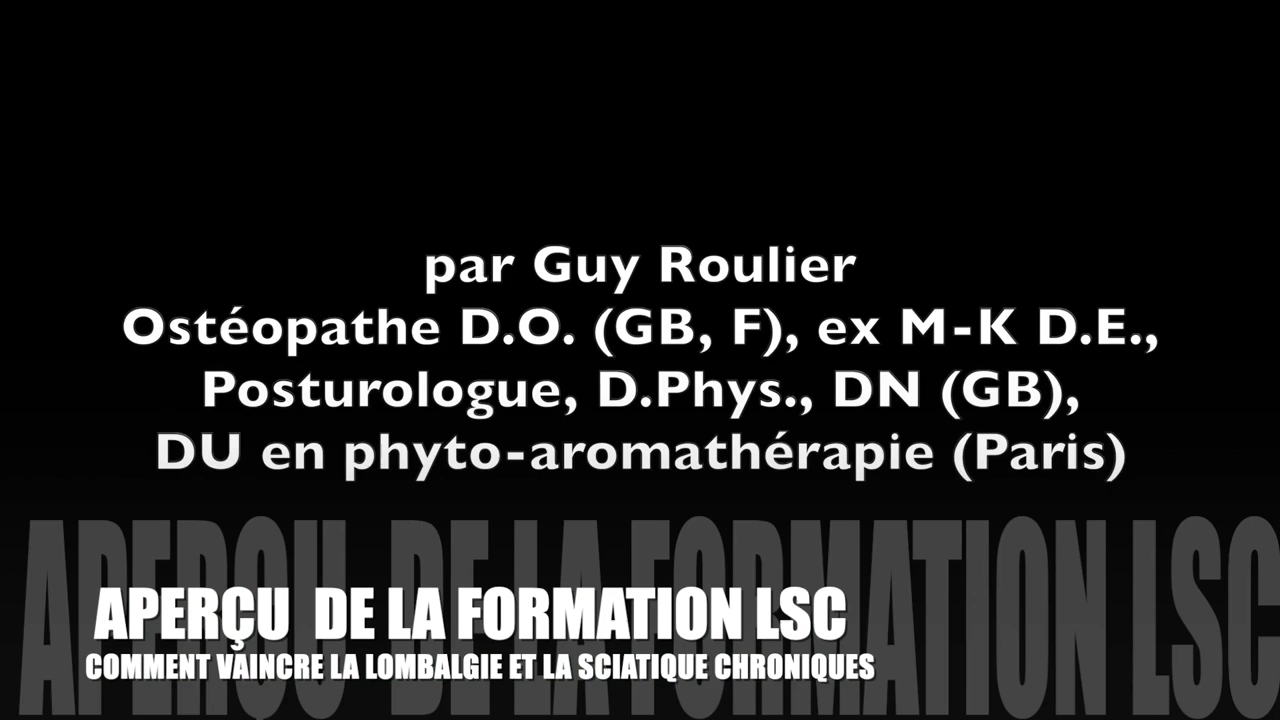 par Guy Roulier
Ostéopathe D.O. (GB, F), ex M-K D.E.,
Posturologue, D.Phys., DN (GB),
DU en phyto-aromathérapie (Paris)
APERÇU DE LA FORMATION LSC
APERÇU DE LA FORMATION LSC
COMMENT VAINCRE LA LOMBALGIE ET LA SCIATIQUE CHRONIQUES